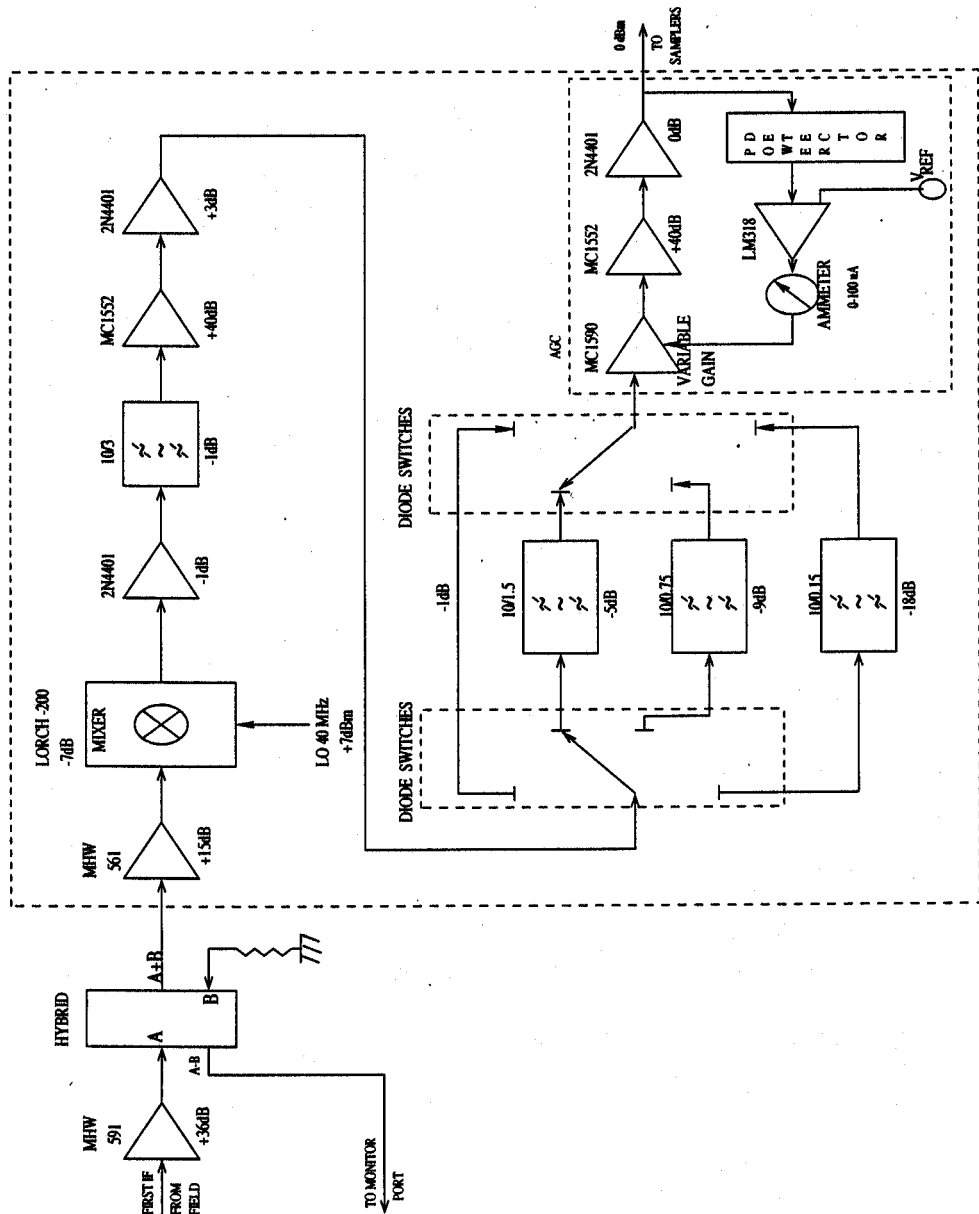 FIRST IF
FROM
FIELD
MHW
591
+36dB
HYBRID
A
A-B
A+B
B
TO MONITOR
PORT
MHW
561
+15dB
LORCH -200
-7dB
MIXER
LO 40 MHz
+7dBm
2N4401
-1dB
10/3
-1dB
MC1552
+40dB
2N4401
+3dB
DIODE SWITCHES
-1dB
10/1.5
-5dB
10/0.75
-9dB
10/0.15
-18dB
DIODE SWITCHES
AGC
MC1590
VARIABLE
GAIN
MC1552
+40dB
2N4401
0dB
0 dBm
TO
SAMPLERS
P D
O E
W T
E E
R C
T
O
R
LM318
V REF
AMMETER
0-100 uA